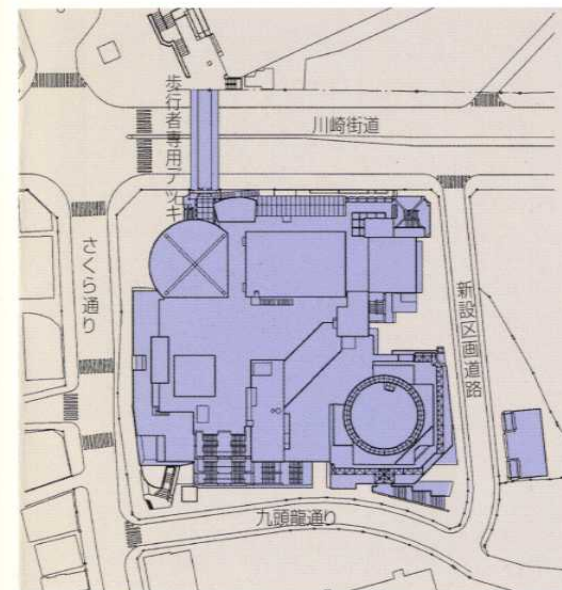 歩行者専用デッキ
川崎街道
さくら通り
新設区画道路
九頭龍通り